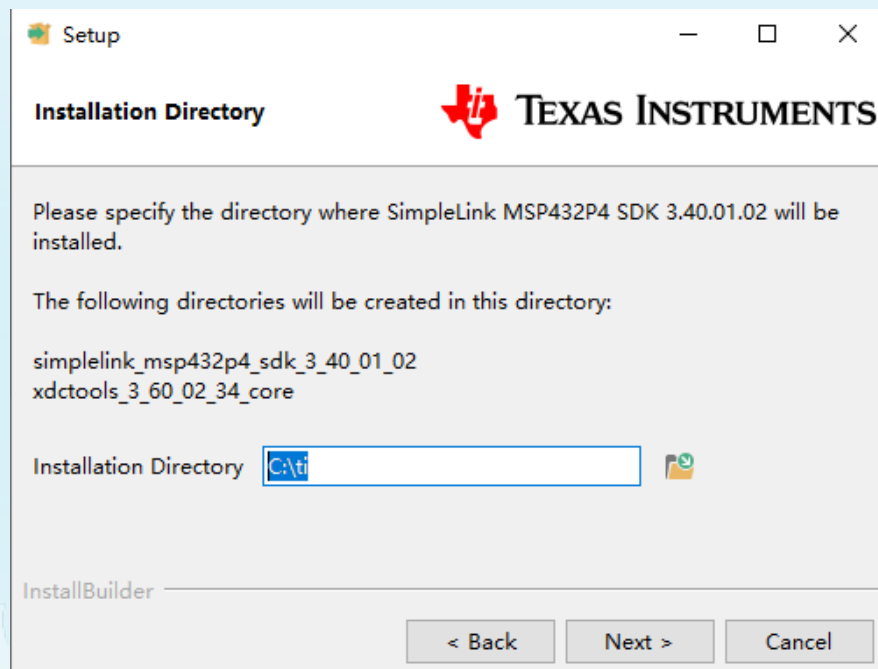 Setup
Installation Directory
TEXAS INSTRUMENTS
Please specify the directory where SimpleLink MSP432P4 SDK 3.40.01.02 will be
installed.
The following directories will be created in this directory:
simplelink_msp432p4_sdk_3_40_01_02
xdctools_3_60_02_34_core
Installation Directory C:\ti
InstallBuilder
< Back Next > Cancel